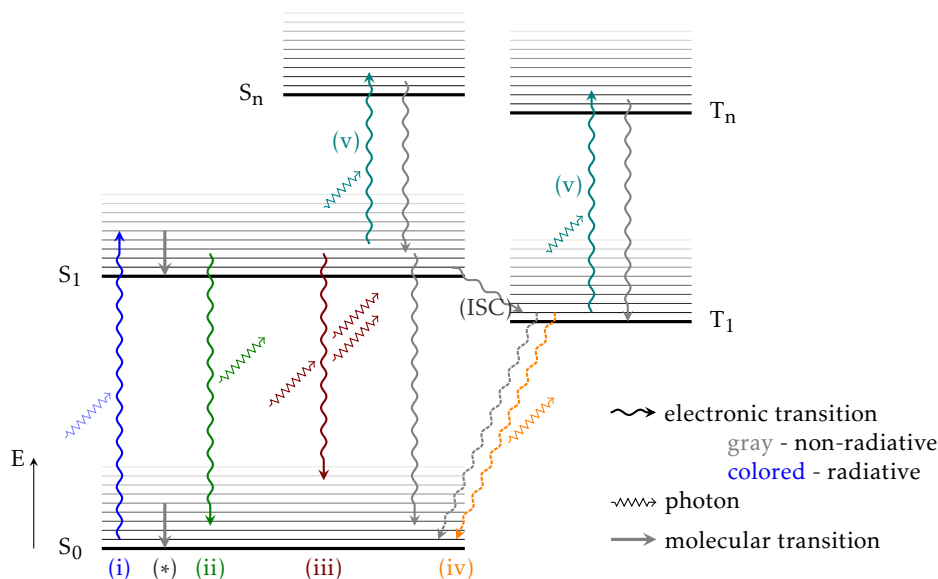 Sₙ
Tₙ
(v)
(v)
S₁
(ISC)
T₁
electronic transition
gray - non-radiative
colored - radiative
E
photon
molecular transition
S₀
(i) (*) (ii) (iii) (iv)